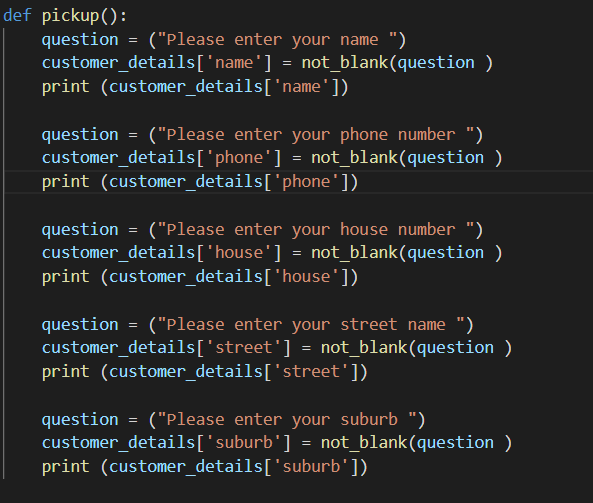 def pickup():
    question = ("Please enter your name ")
    customer_details['name'] = not_blank(question )
    print (customer_details['name'])

    question = ("Please enter your phone number ")
    customer_details['phone'] = not_blank(question )
    print (customer_details['phone'])

    question = ("Please enter your house number ")
    customer_details['house'] = not_blank(question )
    print (customer_details['house'])

    question = ("Please enter your street name ")
    customer_details['street'] = not_blank(question )
    print (customer_details['street'])

    question = ("Please enter your suburb ")
    customer_details['suburb'] = not_blank(question )
    print (customer_details['suburb'])